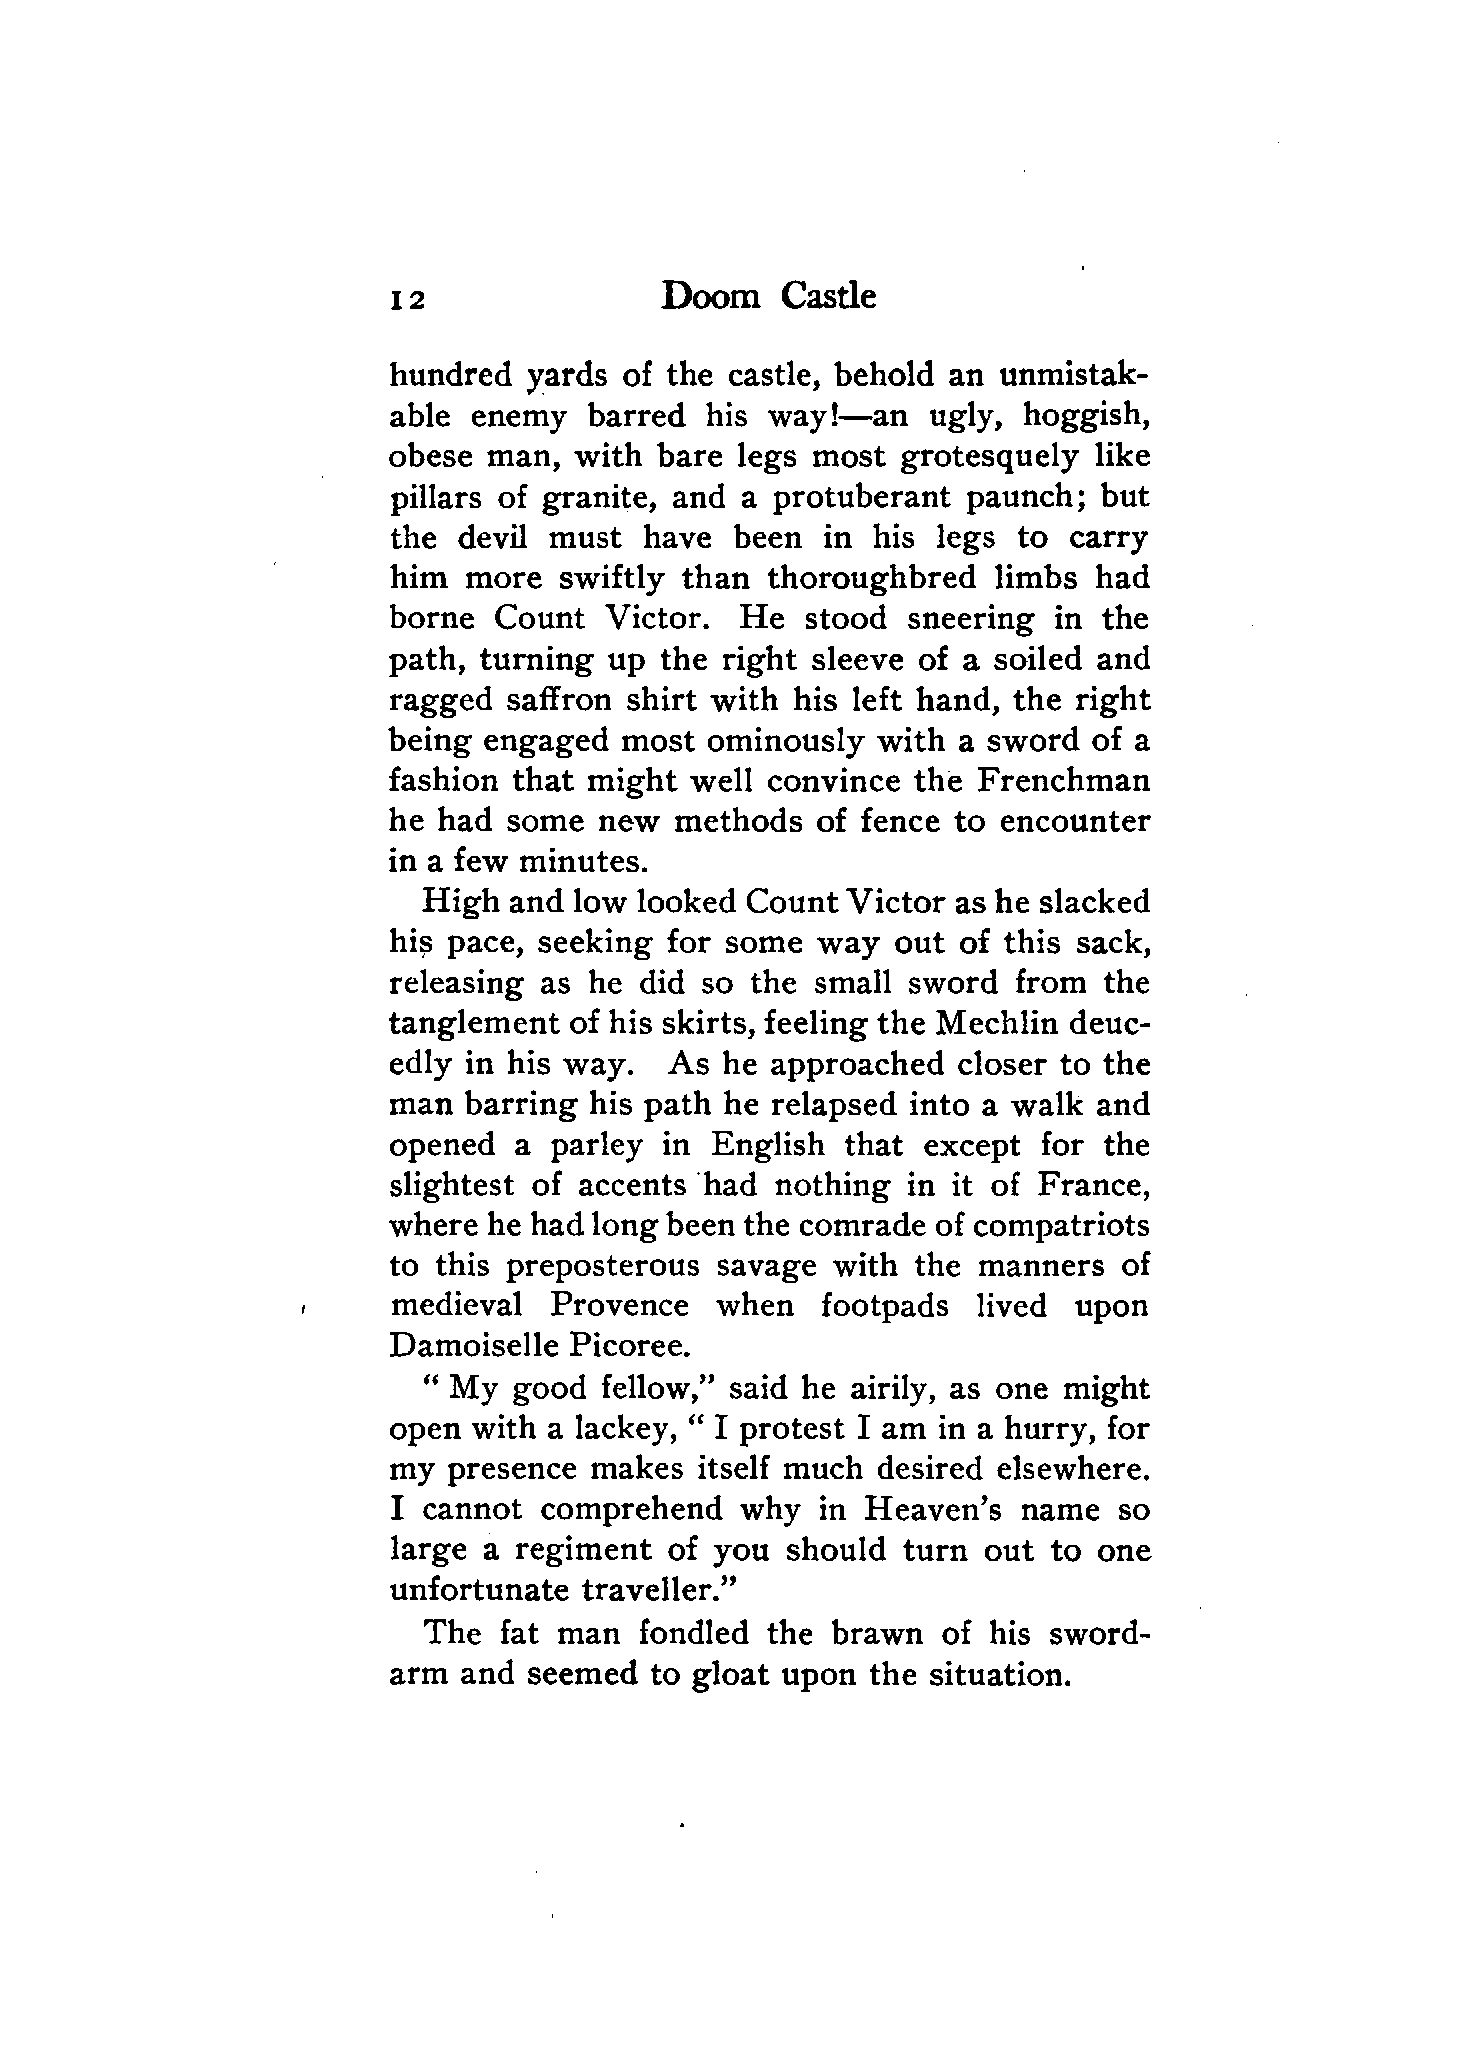 12 Doom Castle
hundred yards of the castle, behold an unmistak-
able enemy barred his way!—an ugly, hoggish,
obese man, with bare legs most grotesquely like
pillars of granite, and a protuberant paunch; but
the devil must have been in his legs to carry
him more swiftly than thoroughbred limbs had
borne Count Victor. He stood sneering in the
path, turning up the right sleeve of a soiled and
ragged saffron shirt with his left hand, the right
being engaged most ominously with a sword of a
fashion that might well convince the Frenchman
he had some new methods of fence to encounter
in a few minutes.
High and low looked Count Victor as he slacked
his pace, seeking for some way out of this sack,
releasing as he did so the small sword from the
tanglement of his skirts, feeling the Mechlin deuc-
edly in his way. As he approached closer to the
man barring his path he relapsed into a walk and
opened a parley in English that except for the
slightest of accents had nothing in it of France,
where he had long been the comrade of compatriots
to this preposterous savage with the manners of
medieval Provence when footpads lived upon
Damoiselle Picoree.
" My good fellow," said he airily, as one might
open with a lackey, " I protest I am in a hurry, for
my presence makes itself much desired elsewhere.
I cannot comprehend why in Heaven's name so
large a regiment of you should turn out to one
unfortunate traveller."
The fat man fondled the brawn of his sword-
arm and seemed to gloat upon the situation.